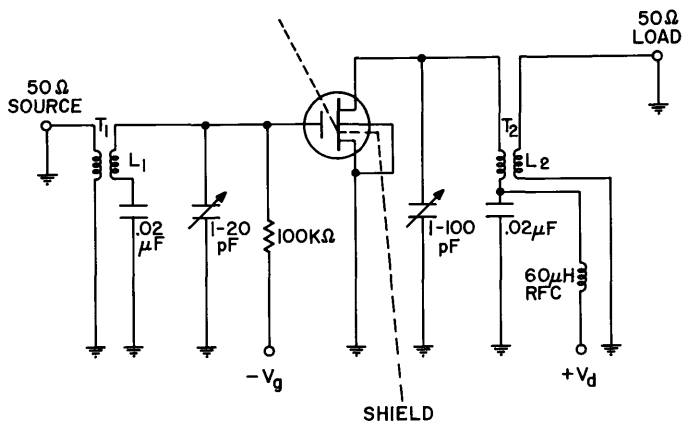 50Ω
SOURCE
T1
L1
.02
μF
1-20
pF
100KΩ
-Vg
SHIELD
1-100
pF
T2
L2
.02μF
60μH
RFC
+Vd
50Ω
LOAD